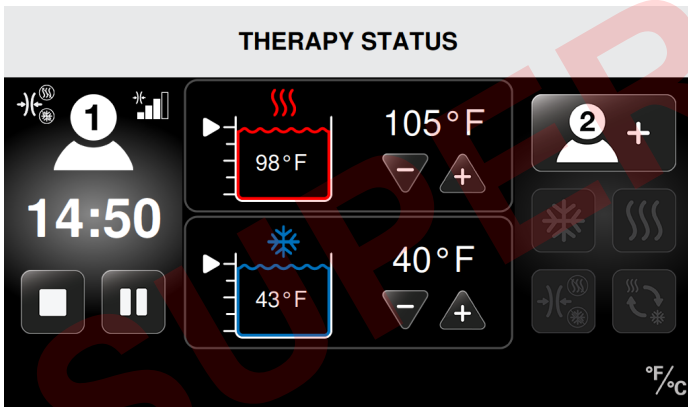 THERAPY STATUS
1
14:50
98°F
105°F
- +
43°F
40°F
- +
2 +
°F/°C
SUPER